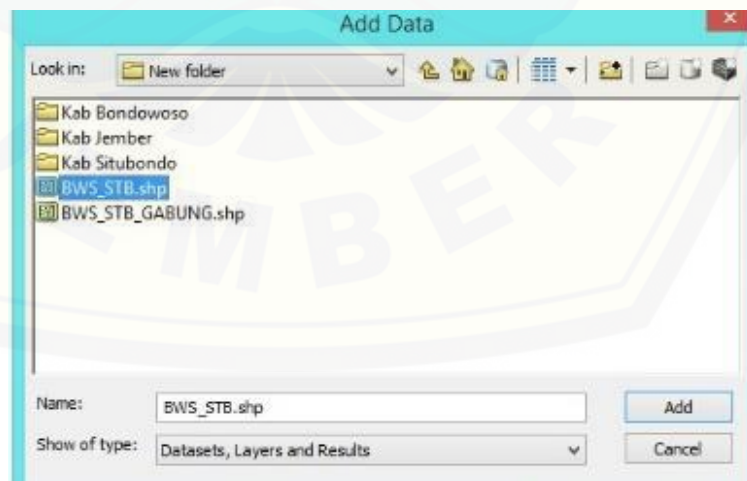 Add Data
Look in: New folder
Kab Bondowoso
Kab Jember
Kab Situbondo
BWS_STB.shp
BWS_STB_GABUNG.shp
EMBER
Name: BWS_STB.shp Add
Show of type: Datasets, Layers and Results Cancel